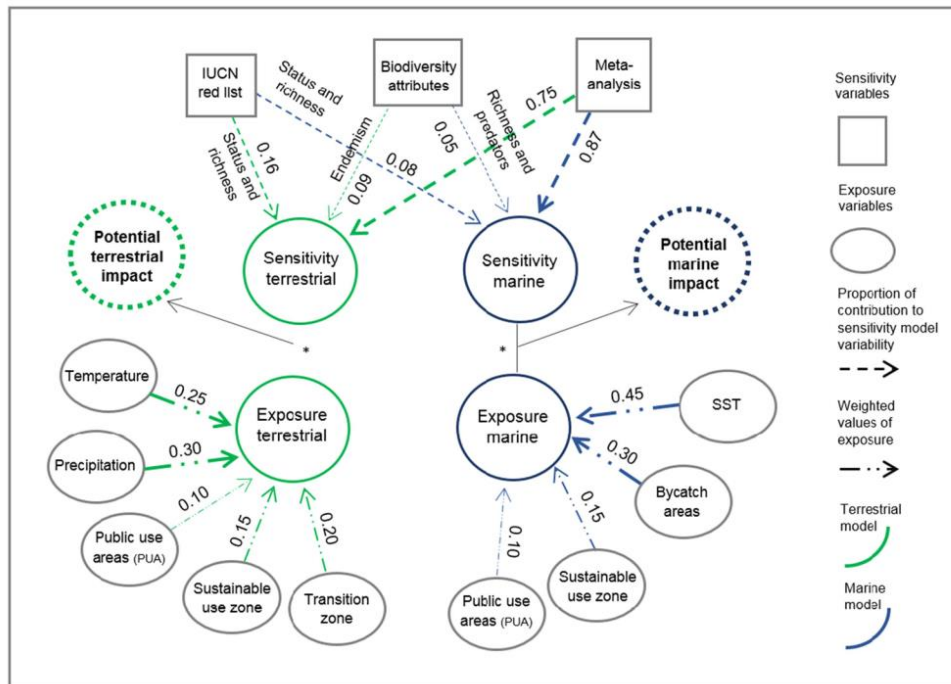 IUCN
red list
Biodiversity
attributes
Meta-
analysis
Status and
richness
Status and
richness
0.16
Endemism
0.09
0.08
0.05
Richness and
predators
0.75
0.87
Potential
terrestrial
impact
Sensitivity
terrestrial
Sensitivity
marine
Potential
marine
impact
*
*
Temperature
0.25
Precipitation
0.30
Public use
areas (PUA)
0.10
Sustainable
use zone
0.15
Transition
zone
0.20
Exposure
terrestrial
Exposure
marine
0.45
SST
0.30
Bycatch
areas
0.15
Sustainable
use zone
0.10
Public use
areas (PUA)
Sensitivity
variables
Exposure
variables
Proportion of
contribution to
sensitivity model
variability
Weighted
values of
exposure
Terrestrial
model
Marine
model